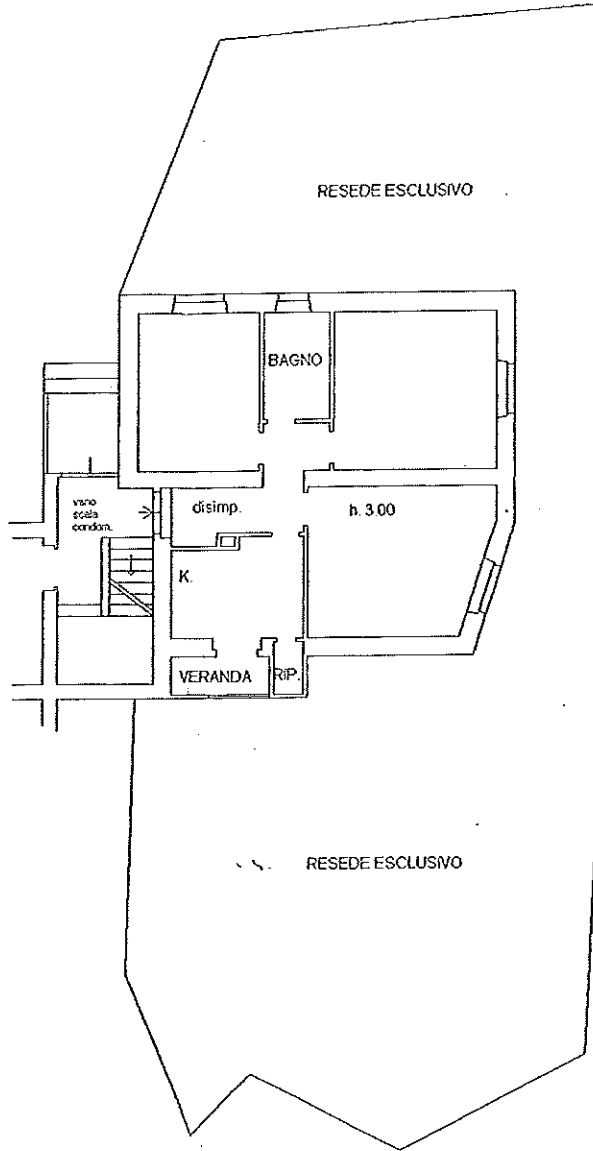 RESEDE ESCLUSIVO
BAGNO
vano
scala
condom.
disimp.
h. 3.00
K.
VERANDA
RIP.
RESEDE ESCLUSIVO